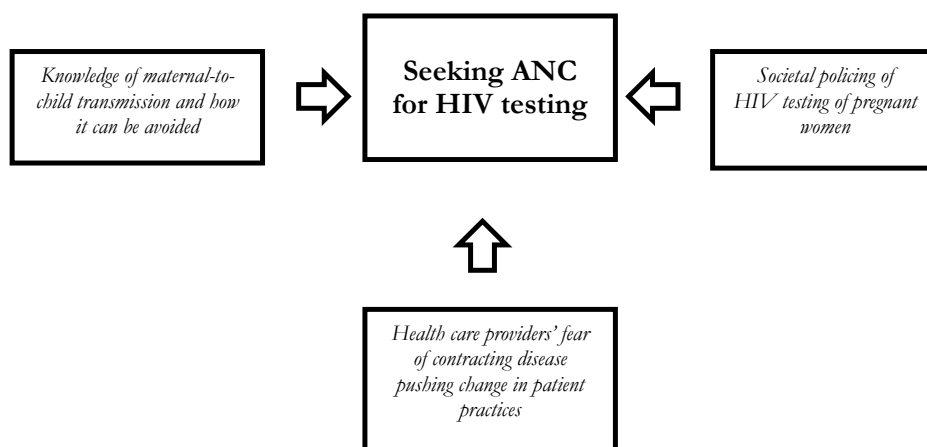 Knowledge of maternal-to-
child transmission and how
it can be avoided
Seeking ANC
for HIV testing
Societal policing of
HIV testing of pregnant
women
Health care providers’ fear
of contracting disease
pushing change in patient
practices